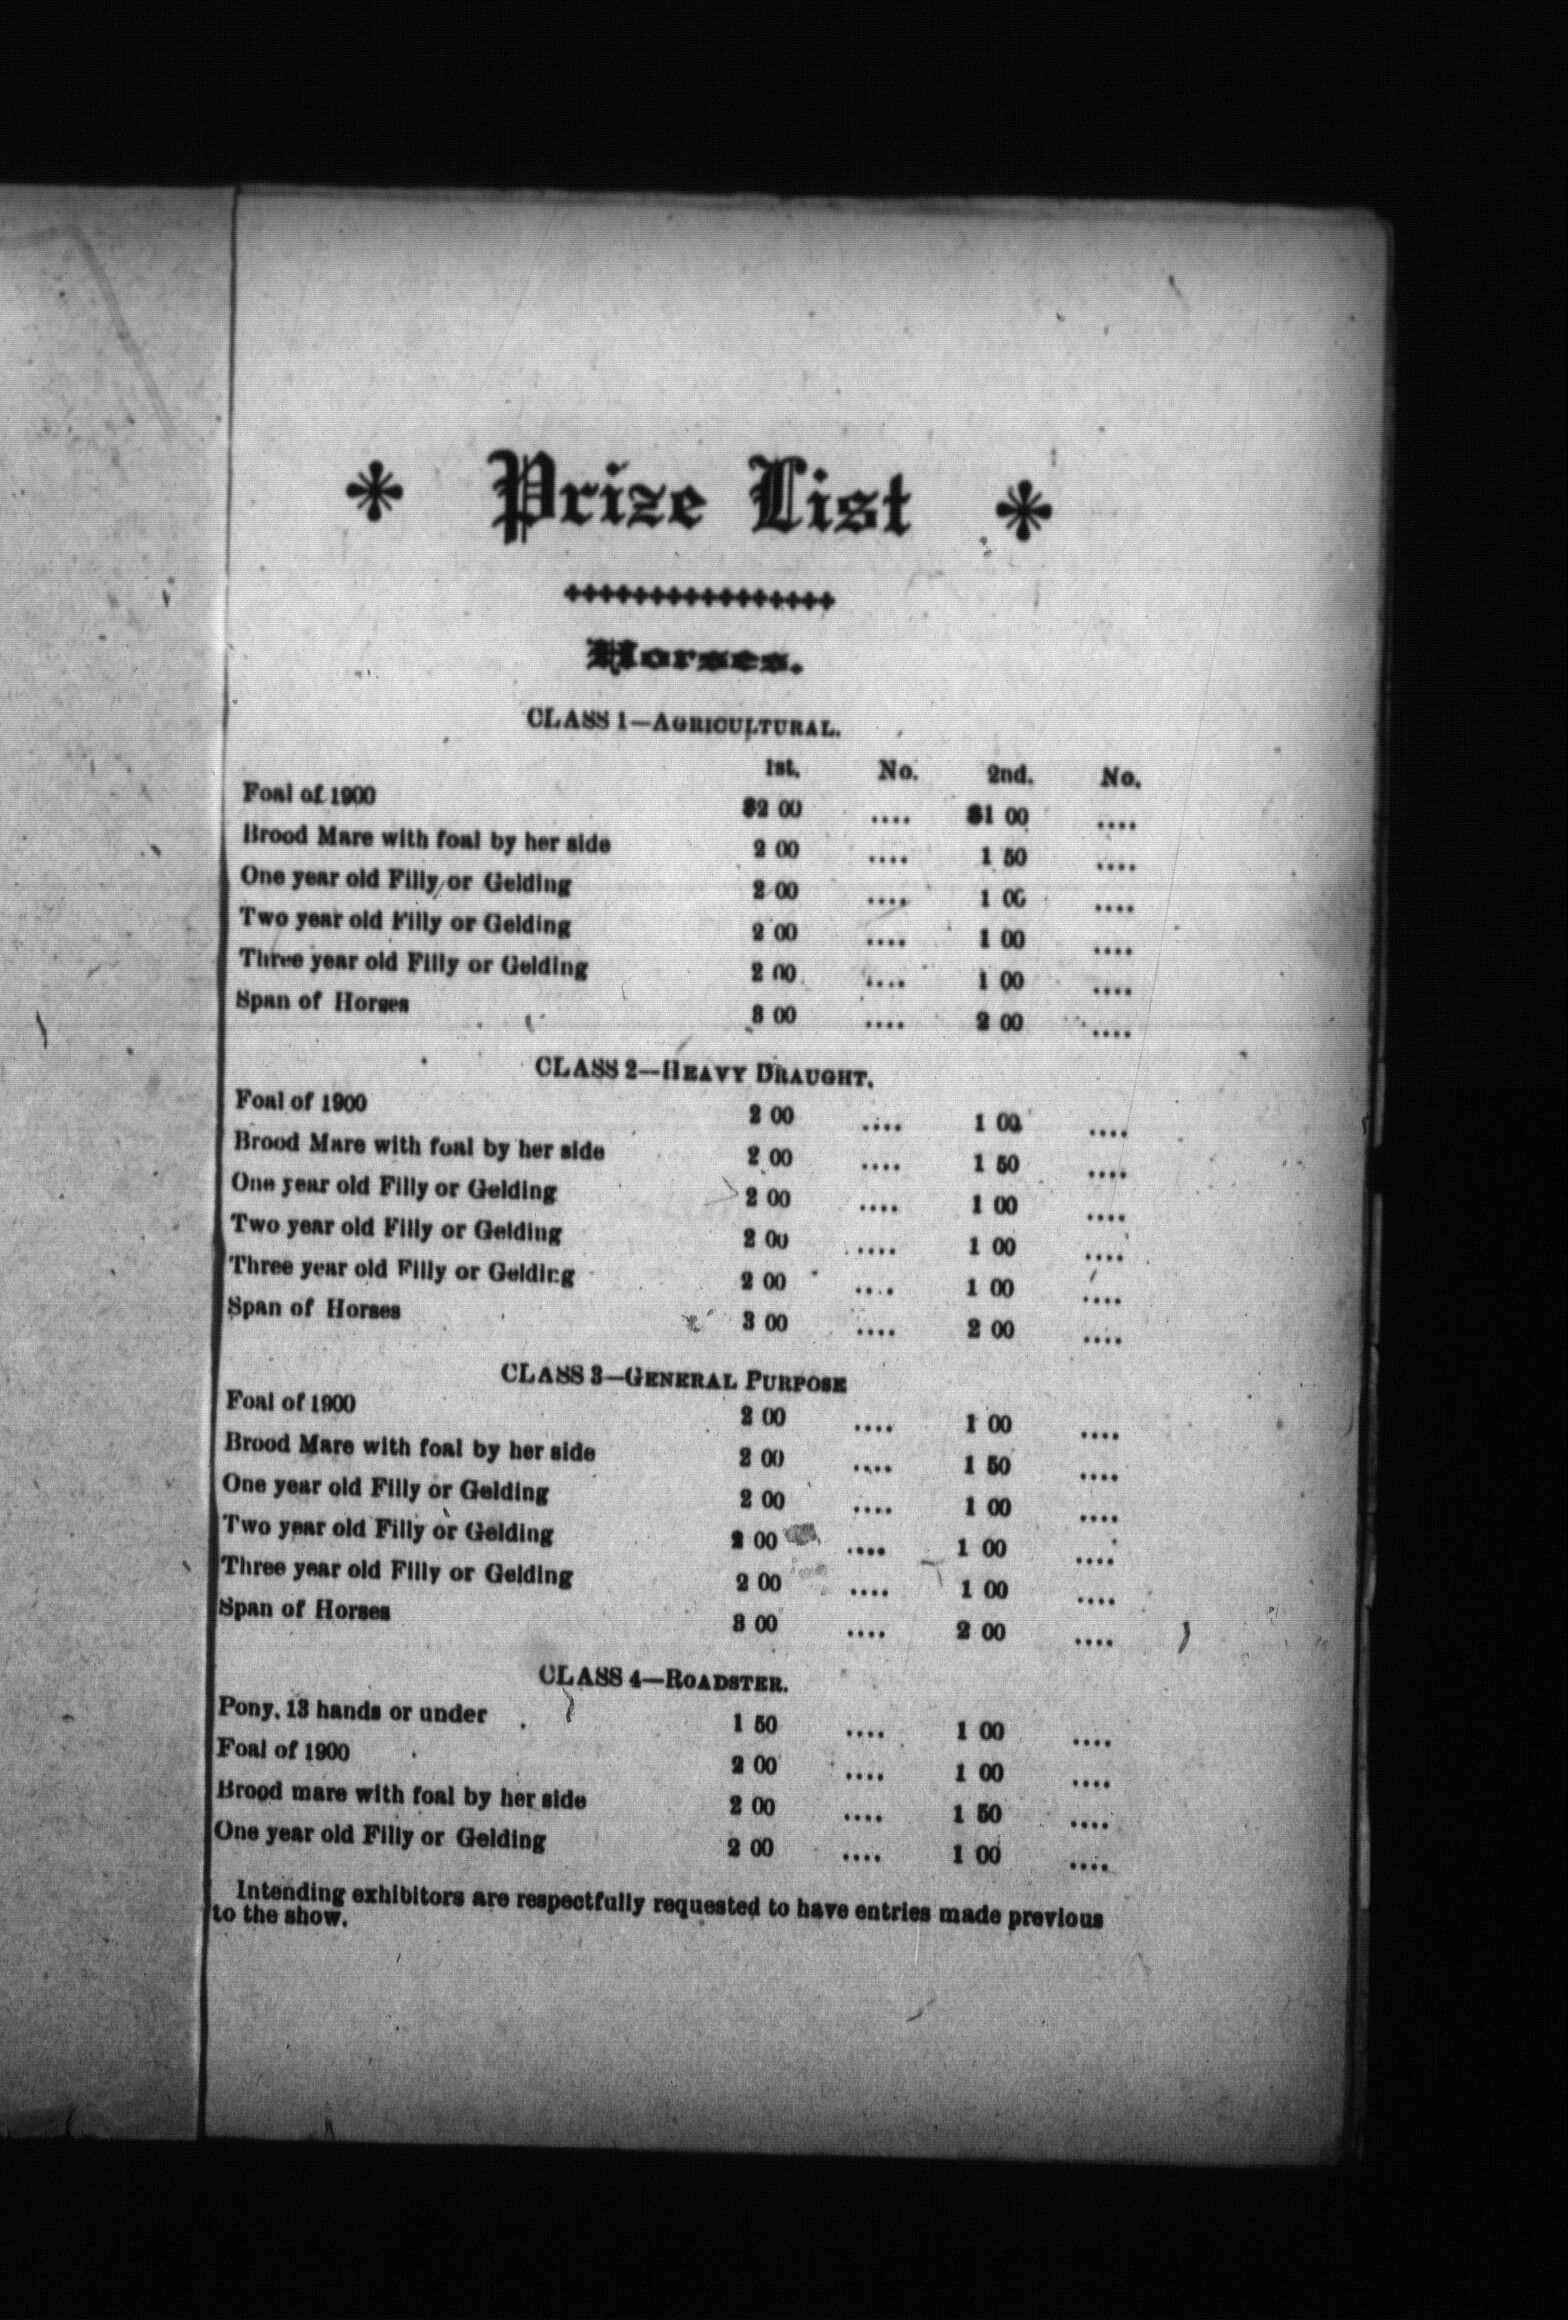 Prize List
Horses.
CLASS 1—AGRICULTURAL.
1st. No. 2nd. No.
Foal of 1900 $2 00 .... $1 00 ....
Brood Mare with foal by her side 2 00 .... 1 50 ....
One year old Filly or Gelding 2 00 .... 1 00 ....
Two year old Filly or Gelding 2 00 .... 1 00 ....
Three year old Filly or Gelding 2 00 .... 1 00 ....
Span of Horses 3 00 .... 2 00 ....
CLASS 2—HEAVY DRAUGHT.
Foal of 1900 2 00 .... 1 00 ....
Brood Mare with foal by her side 2 00 .... 1 50 ....
One year old Filly or Gelding 2 00 .... 1 00 ....
Two year old Filly or Gelding 2 00 .... 1 00 ....
Three year old Filly or Gelding 2 00 .... 1 00 ....
Span of Horses 3 00 .... 2 00 ....
CLASS 3—GENERAL PURPOSE
Foal of 1900 2 00 .... 1 00 ....
Brood Mare with foal by her side 2 00 .... 1 50 ....
One year old Filly or Gelding 2 00 .... 1 00 ....
Two year old Filly or Gelding 2 00 .... 1 00 ....
Three year old Filly or Gelding 2 00 .... 1 00 ....
Span of Horses 3 00 .... 2 00 ....
CLASS 4—ROADSTER.
Pony, 13 hands or under 1 50 .... 1 00 ....
Foal of 1900 2 00 .... 1 00 ....
Brood mare with foal by her side 2 00 .... 1 50 ....
One year old Filly or Gelding 2 00 .... 1 00 ....
Intending exhibitors are respectfully requested to have entries made previous
to the show.